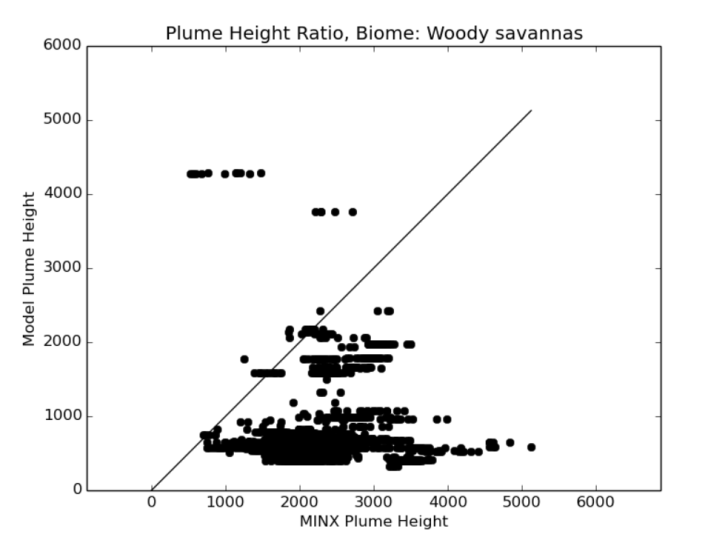 Plume Height Ratio, Biome: Woody savannas
6000
5000
4000
3000
2000
1000
0
Model Plume Height
0 1000 2000 3000 4000 5000 6000
MINX Plume Height